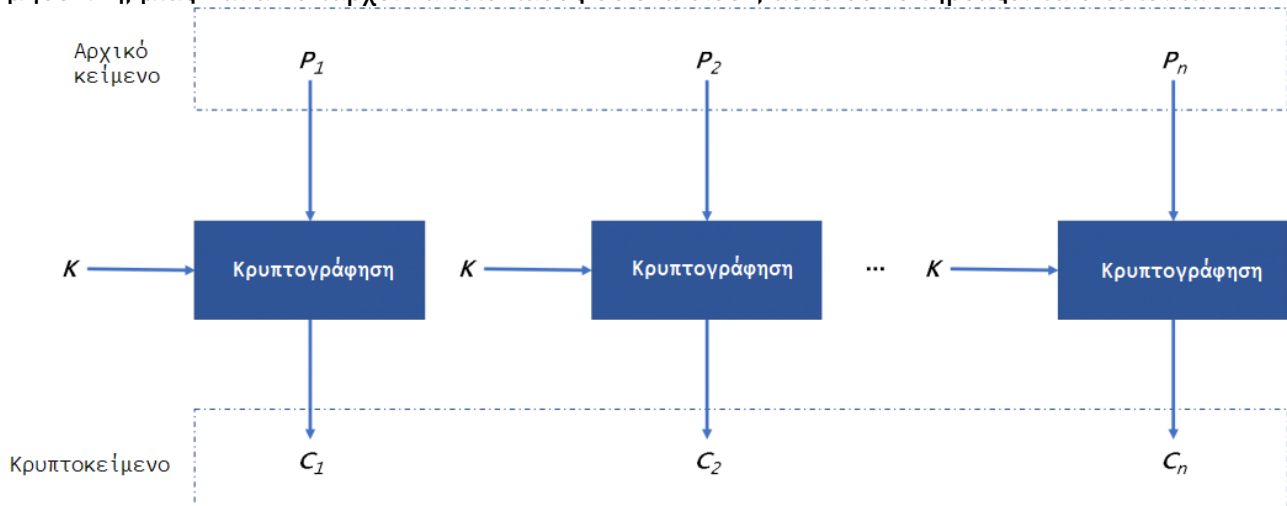 Αρχικό
κείμενο
P1 P2 Pn
K Κρυπτογράφηση K Κρυπτογράφηση ... K Κρυπτογράφηση
Κρυπτοκείμενο C1 C2 Cn